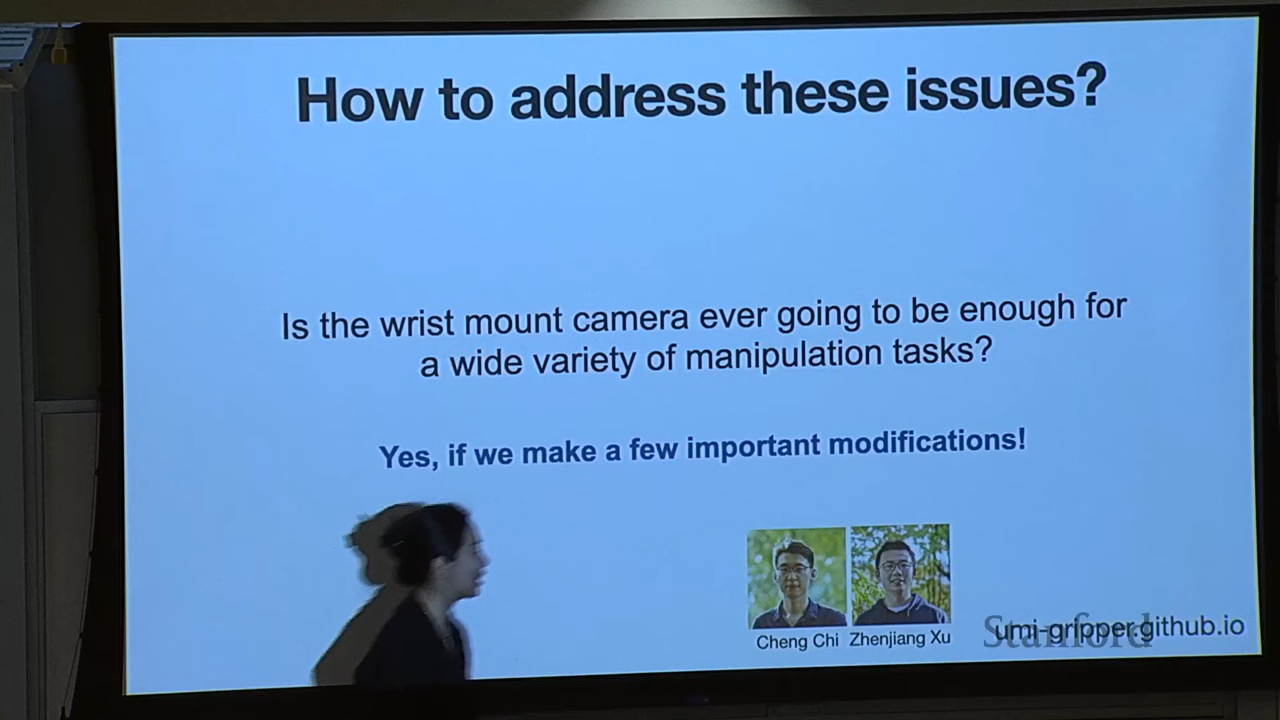 How to address these issues?
Is the wrist mount camera ever going to be enough for
a wide variety of manipulation tasks?
Yes, if we make a few important modifications!
Cheng Chi Zhenjiang Xu
Stanford
umi-gripper.github.io